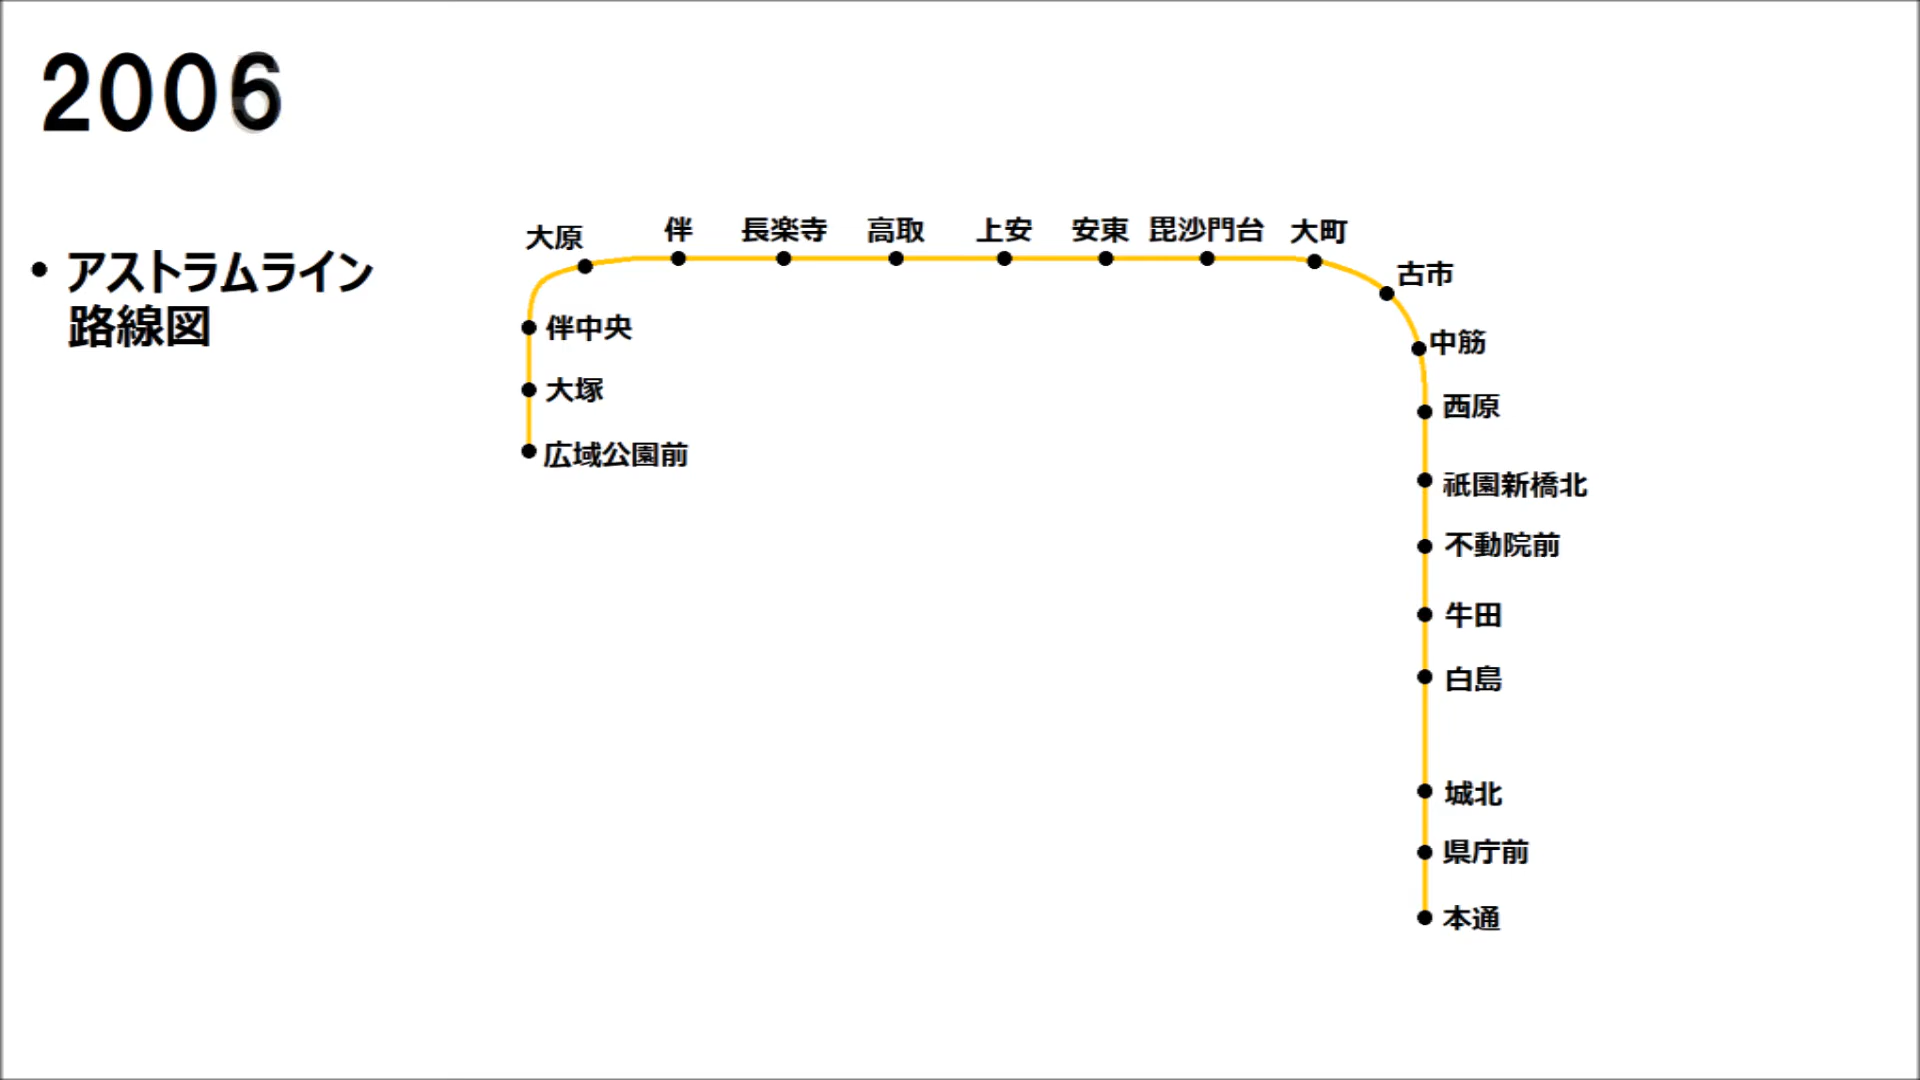 2006
• アストラムライン
路線図
大原
伴
長楽寺
高取
上安
安東
毘沙門台
大町
古市
中筋
西原
祇園新橋北
不動院前
牛田
白島
城北
県庁前
本通
伴中央
大塚
広域公園前